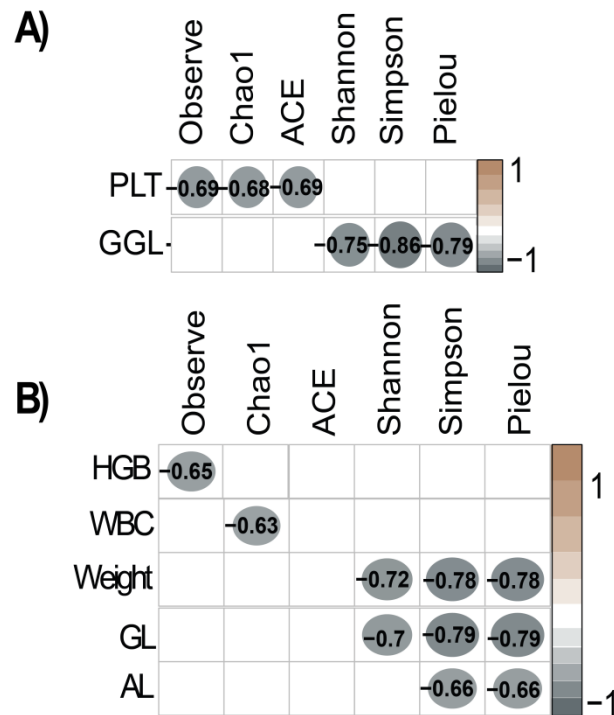 A)
Observe Chao1 ACE Shannon Simpson Pielou
1
PLT -0.69 -0.68 -0.69
GGL -0.75 -0.86 -0.79
-1
B)
Observe Chao1 ACE Shannon Simpson Pielou
HGB -0.65
1
WBC -0.63
Weight -0.72 -0.78 -0.78
GL -0.7 -0.79 -0.79
AL -0.66 -0.66
-1